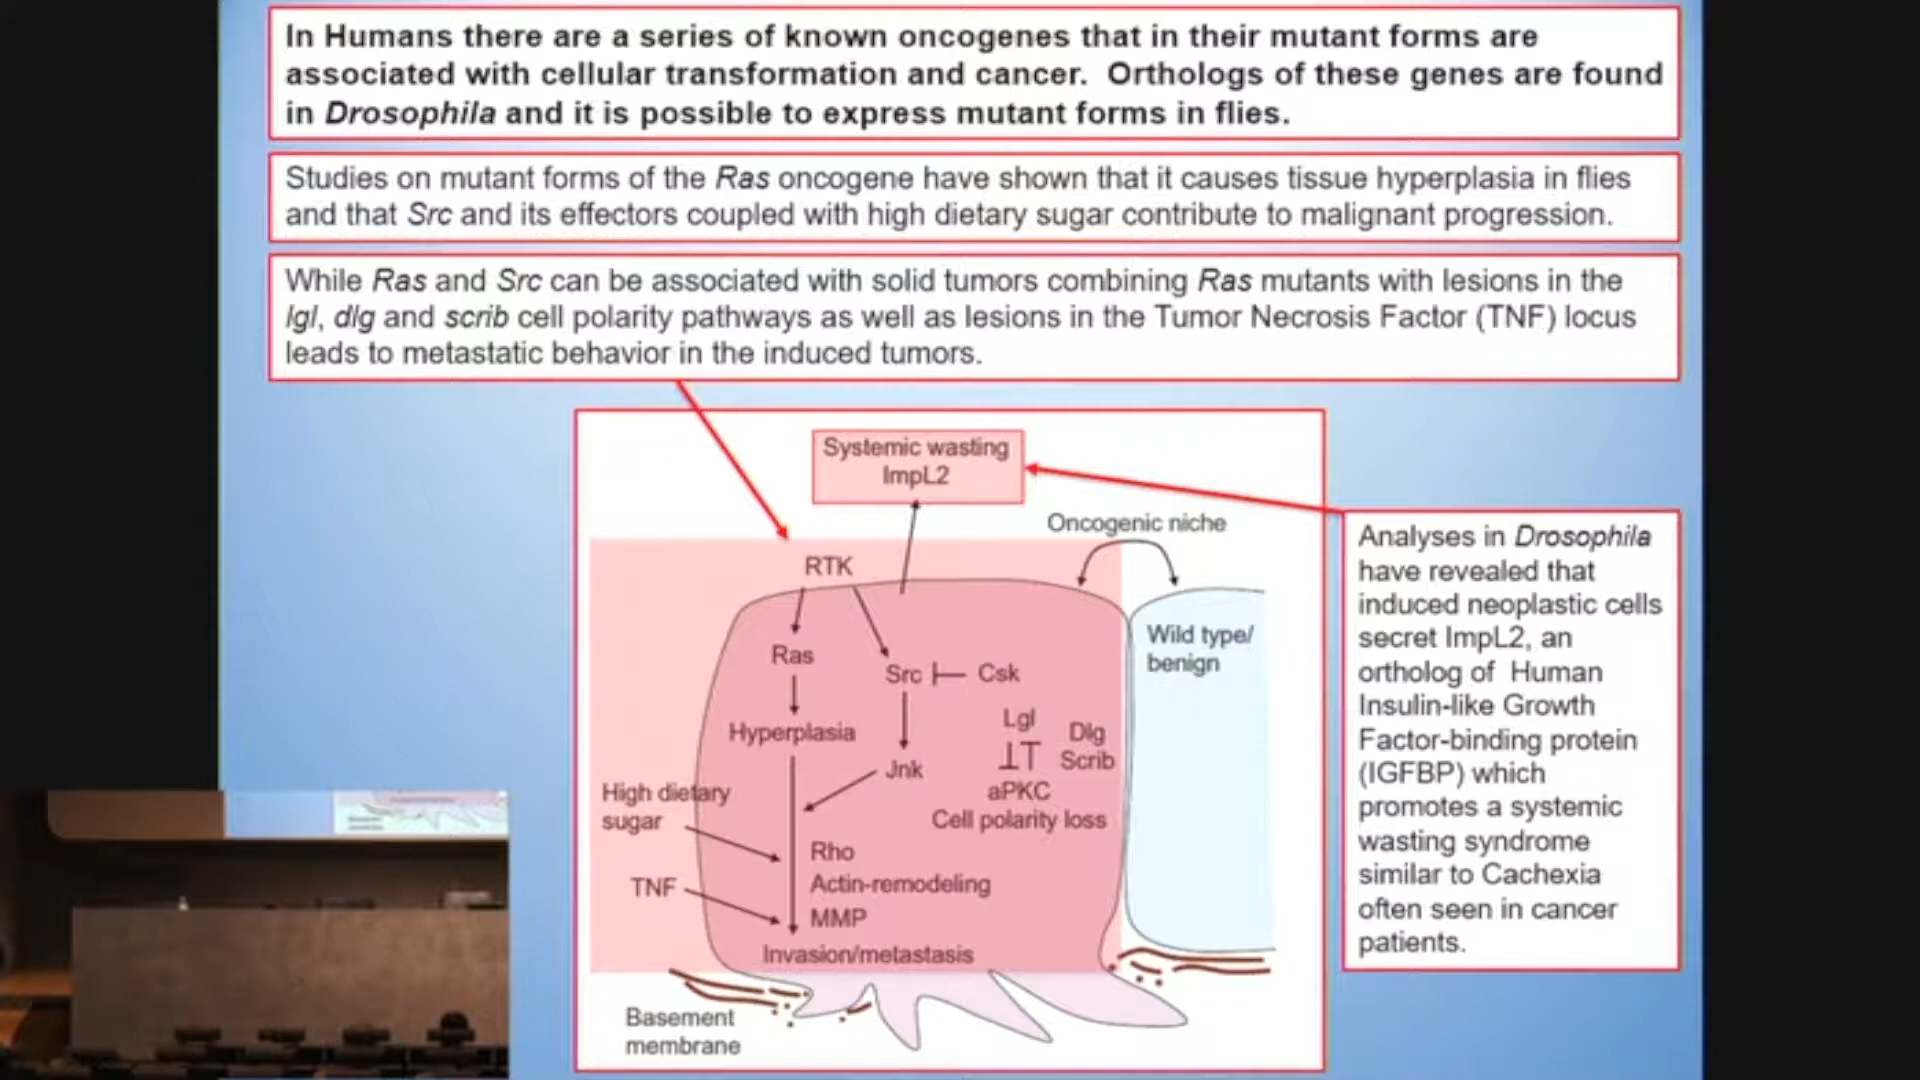 In Humans there are a series of known oncogenes that in their mutant forms are
associated with cellular transformation and cancer. Orthologs of these genes are found
in Drosophila and it is possible to express mutant forms in flies.
Studies on mutant forms of the Ras oncogene have shown that it causes tissue hyperplasia in flies
and that Src and its effectors coupled with high dietary sugar contribute to malignant progression.
While Ras and Src can be associated with solid tumors combining Ras mutants with lesions in the
lgl, dlg and scrib cell polarity pathways as well as lesions in the Tumor Necrosis Factor (TNF) locus
leads to metastatic behavior in the induced tumors.
Systemic wasting
ImpL2
Oncogenic niche
RTK
Ras
Src
Csk
Wild type/
benign
Hyperplasia
Lgl
Dlg
Scrib
Jnk
aPKC
Cell polarity loss
High dietary
sugar
Rho
TNF
Actin-remodeling
MMP
Invasion/metastasis
Basement
membrane
Analyses in Drosophila
have revealed that
induced neoplastic cells
secret ImpL2, an
ortholog of Human
Insulin-like Growth
Factor-binding protein
(IGFBP) which
promotes a systemic
wasting syndrome
similar to Cachexia
often seen in cancer
patients.